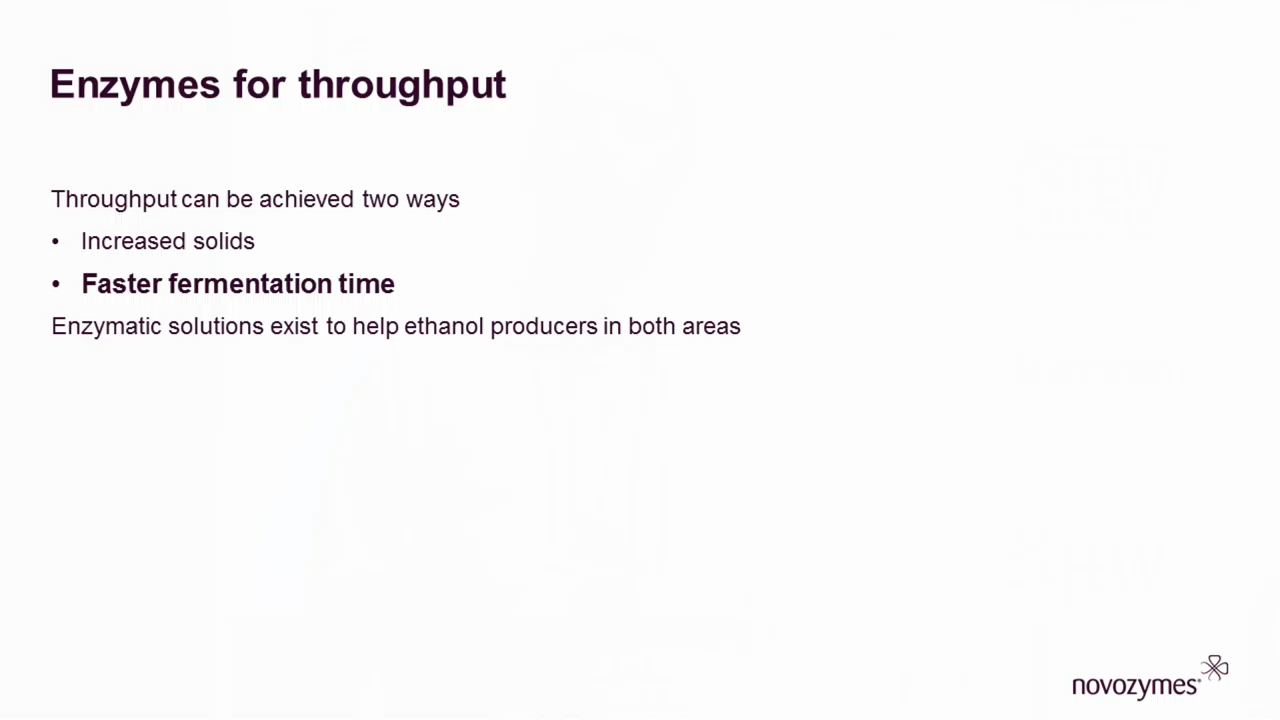 Enzymes for throughput
Throughput can be achieved two ways
• Increased solids
• Faster fermentation time
Enzymatic solutions exist to help ethanol producers in both areas
novozymes